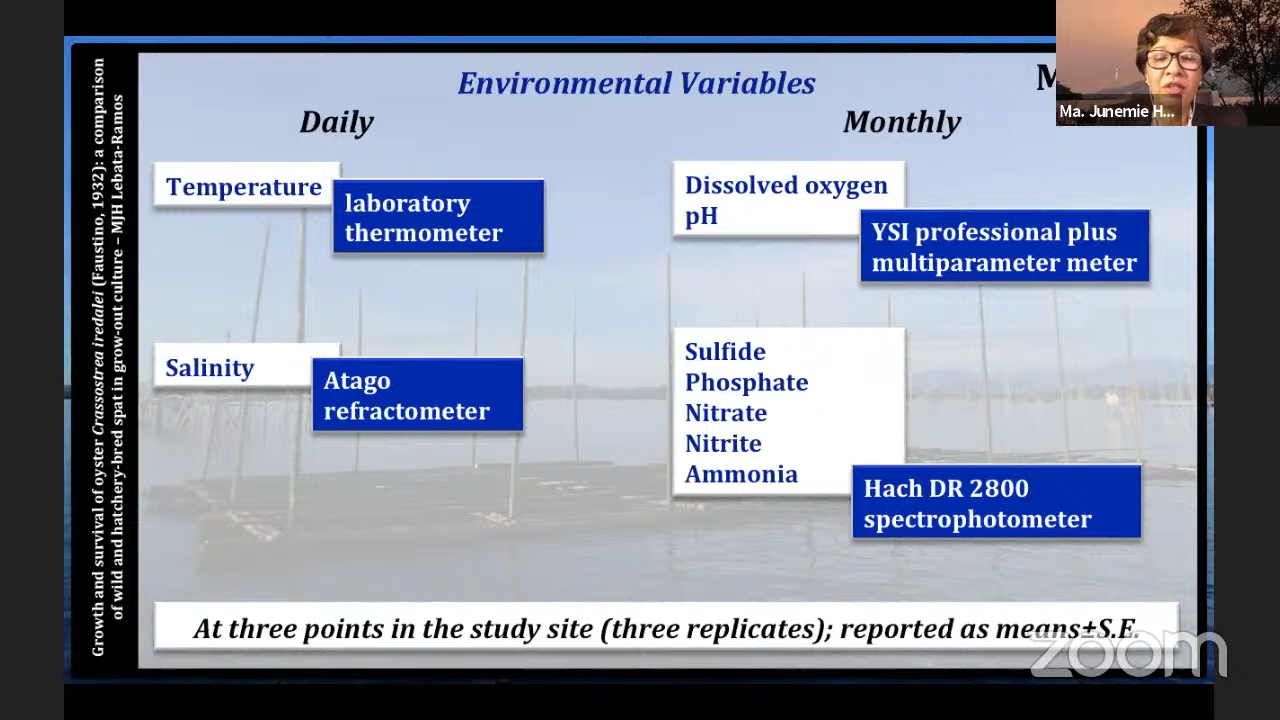 Growth and survival of oyster Crassostrea iredalei (Faustino, 1932): a comparison
of wild and hatchery-bred spat in grow-out culture – MJH Lebata-Ramos
Environmental Variables
M
Ma. Junemie H...
Daily
Monthly
Temperature
laboratory
thermometer
Dissolved oxygen
pH
YSI professional plus
multiparameter meter
Salinity
Atago
refractometer
Sulfide
Phosphate
Nitrate
Nitrite
Ammonia
Hach DR 2800
spectrophotometer
At three points in the study site (three replicates); reported as means±S.E.
zoom